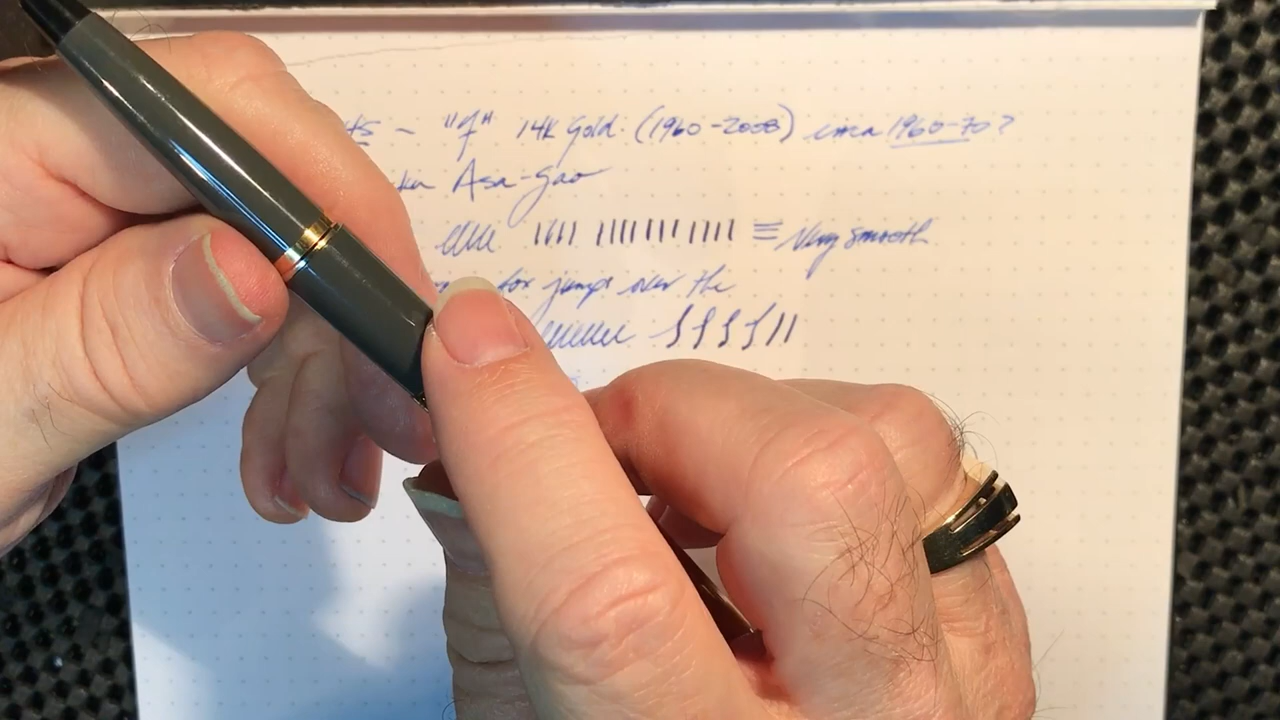 "f" 14K Gold. (1960-2008) circa 1960-70?
Asa-Gao
Very smooth
fox jumps over the